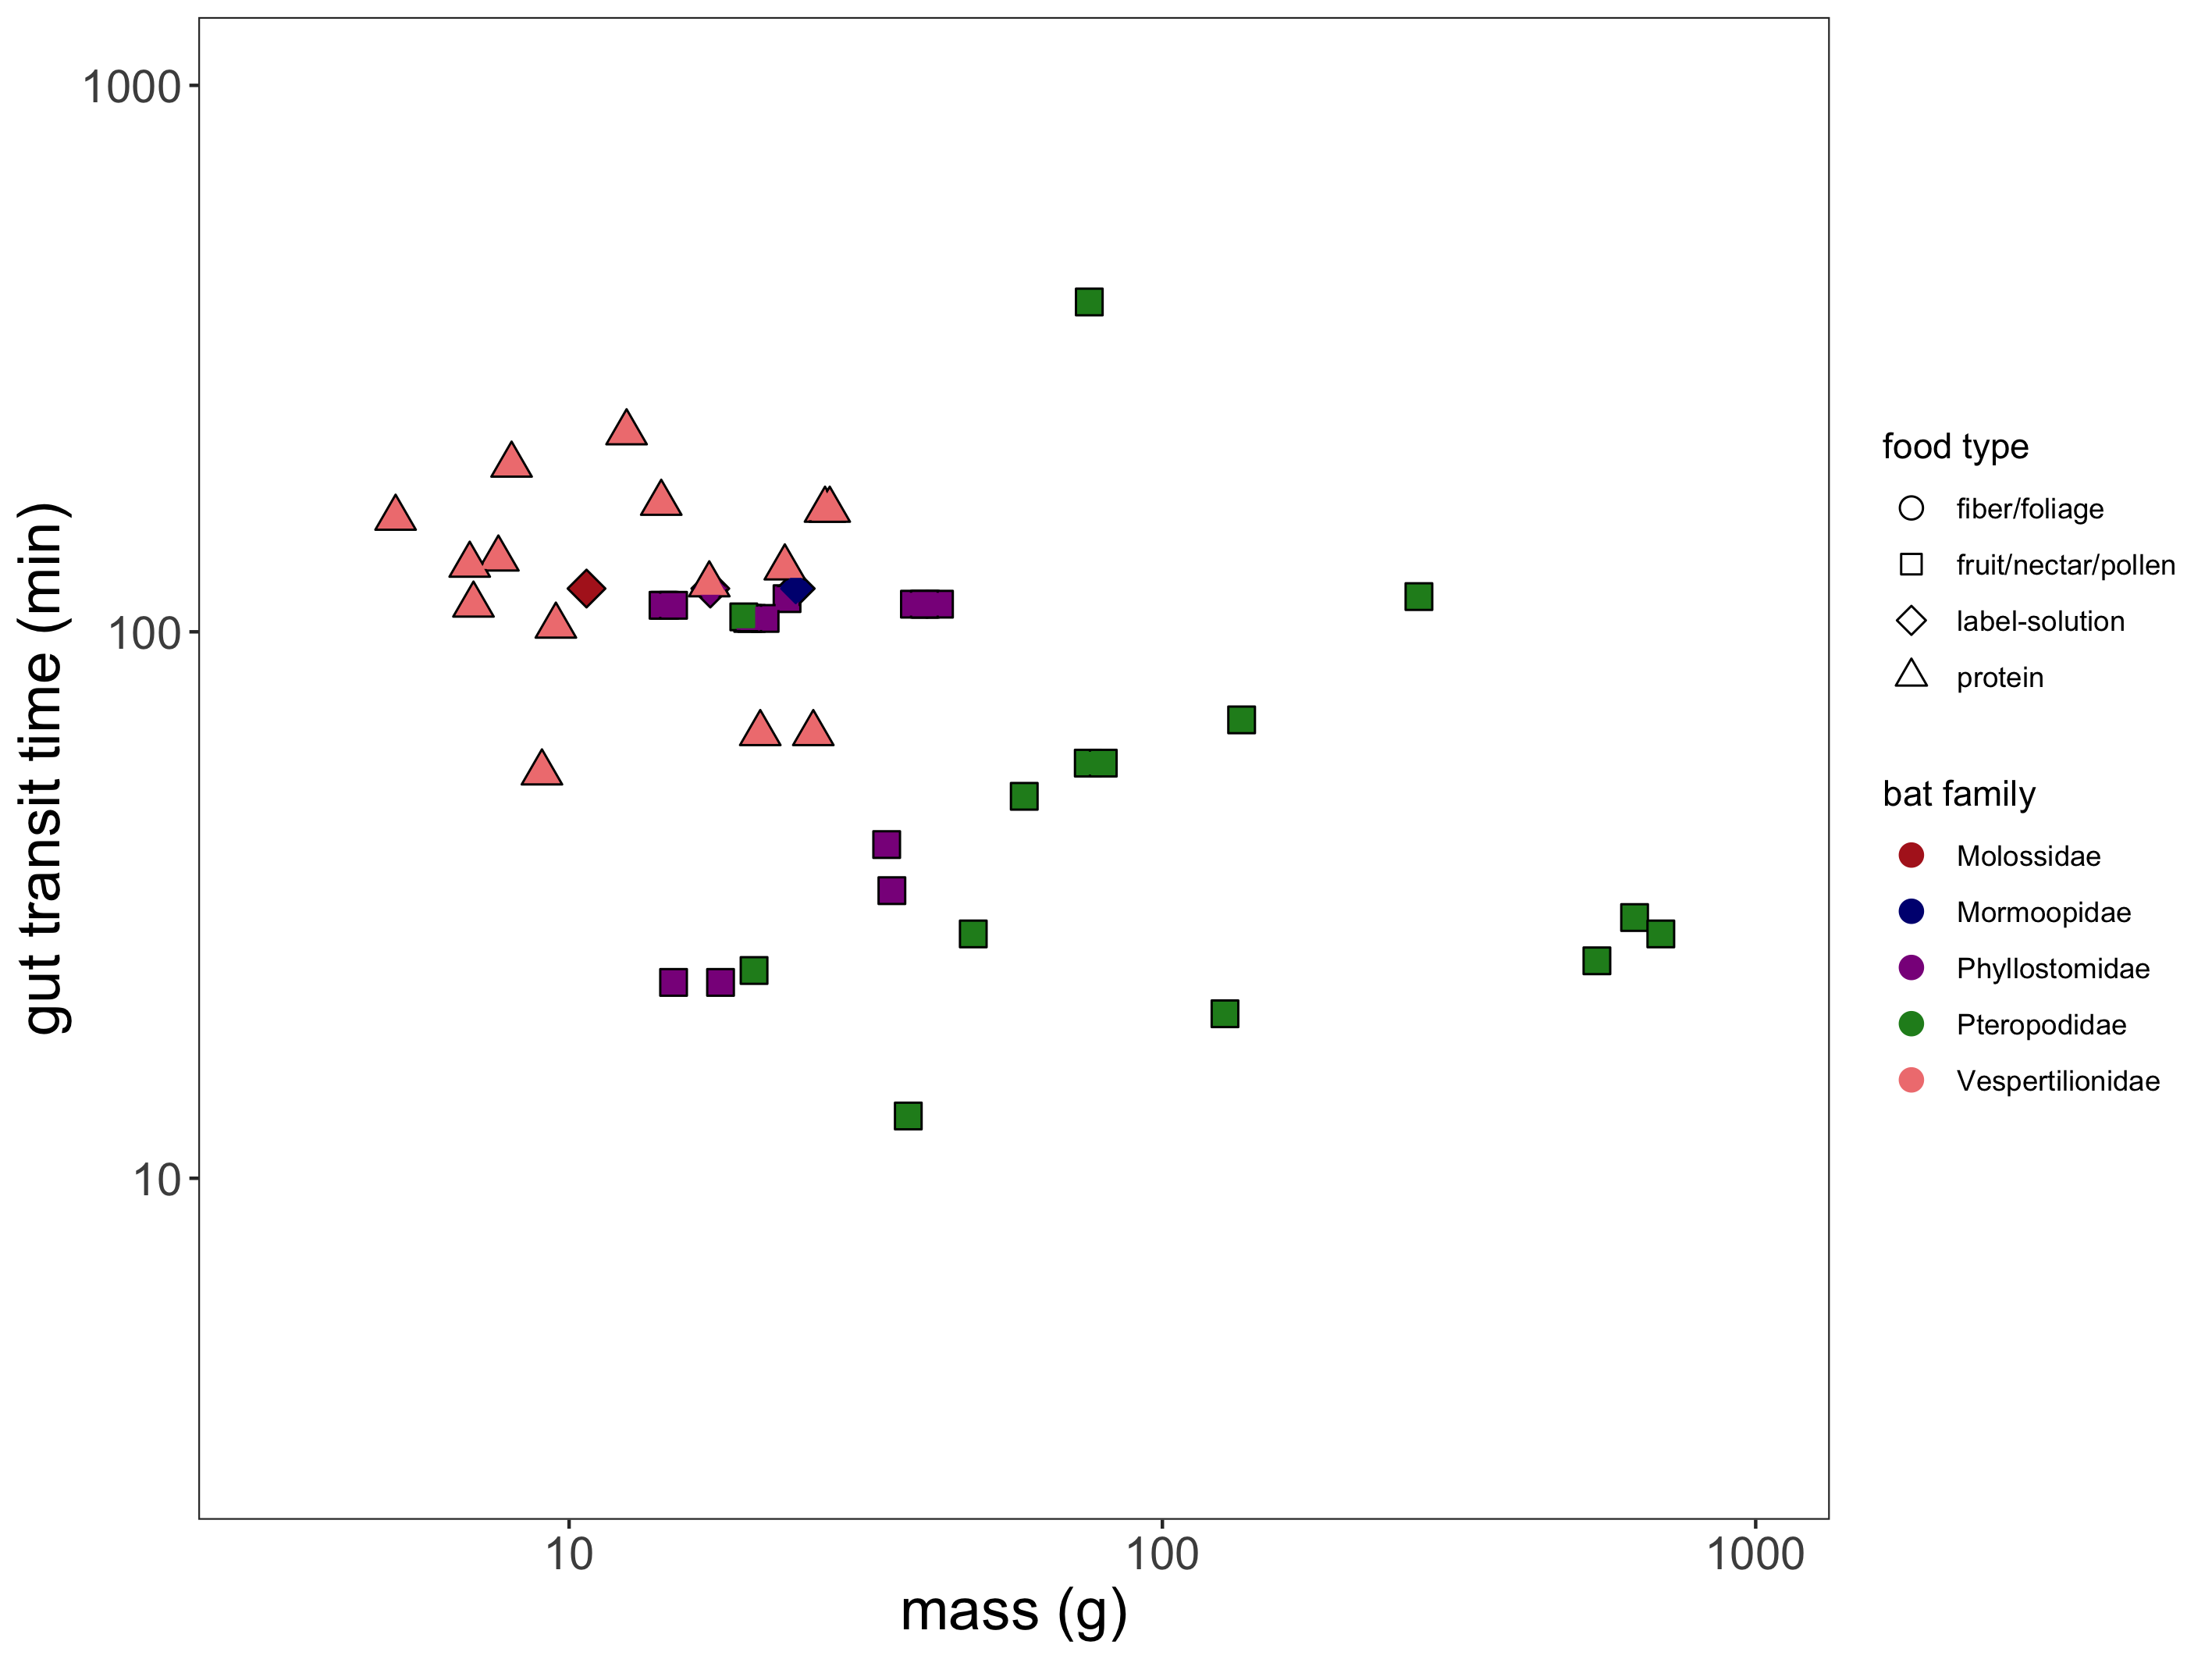 1000
100
10
gut transit time (min)
10
100
1000
mass (g)
food type
fiber/foliage
fruit/nectar/pollen
label-solution
protein
bat family
Molossidae
Mormoopidae
Phyllostomidae
Pteropodidae
Vespertilionidae